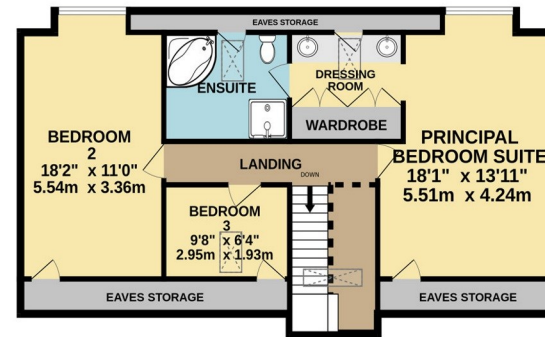 EAVES STORAGE
ENSUITE
DRESSING
ROOM
WARDROBE
BEDROOM
2
18'2" x 11'0"
5.54m x 3.36m
LANDING
DOWN
PRINCIPAL
BEDROOM SUITE
18'1" x 13'11"
5.51m x 4.24m
BEDROOM
3
9'8" x 6'4"
2.95m x 1.93m
EAVES STORAGE
EAVES STORAGE